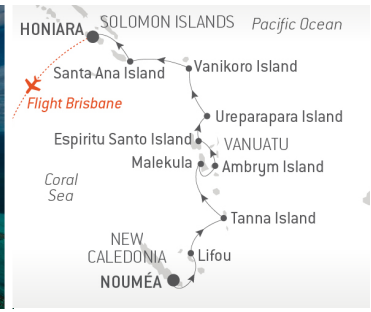 SOLOMON ISLANDS
Pacific Ocean
HONIARA
Santa Ana Island
Vanikoro Island
Flight Brisbane
Ureparapara Island
Espiritu Santo Island
VANUATU
Malekula
Ambrym Island
Coral
Sea
Tanna Island
NEW
CALEDONIA
Lifou
NOUMÉA